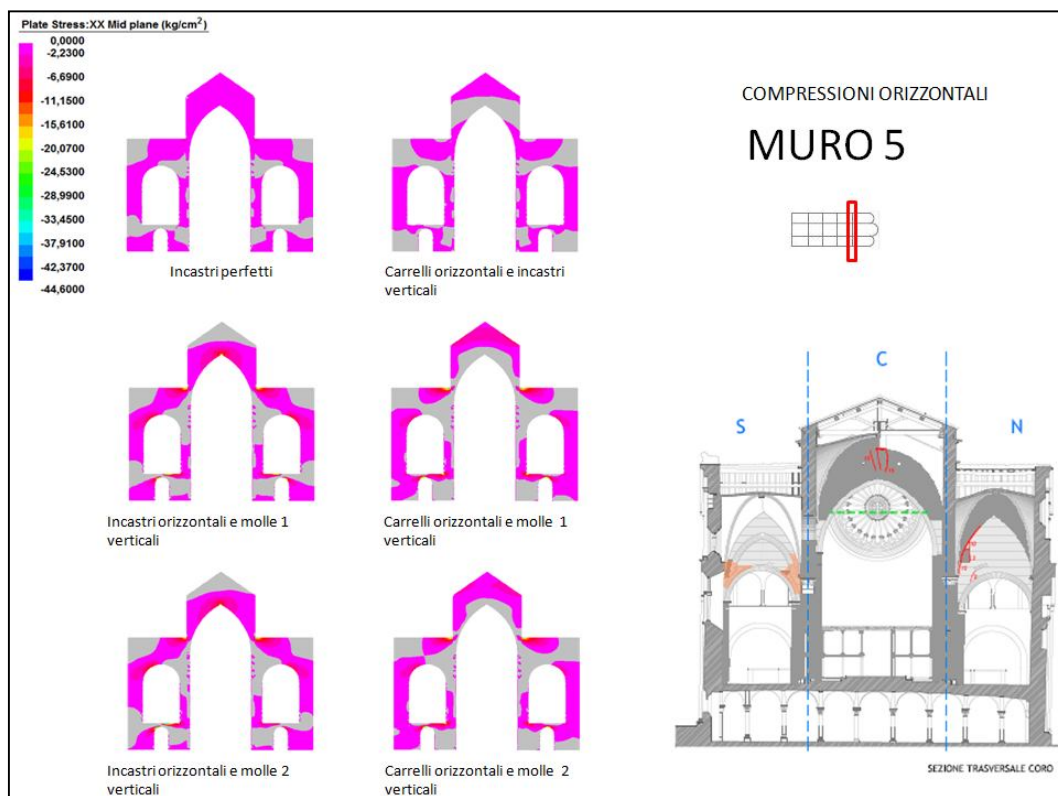 Plate Stress:XX Mid plane (kg/cm²)
0,0000
-2,2300
-6,6900
-11,1500
-15,6100
-20,0700
-24,5300
-28,9900
-33,4500
-37,9100
-42,3700
-44,6000
Incastri perfetti
Carrelli orizzontali e incastri
verticali
Incastri orizzontali e molle 1
verticali
Carrelli orizzontali e molle 1
verticali
Incastri orizzontali e molle 2
verticali
Carrelli orizzontali e molle 2
verticali
COMPRESSIONI ORIZZONTALI
MURO 5
C
S
N
SEZIONE TRASVERSALE CORO